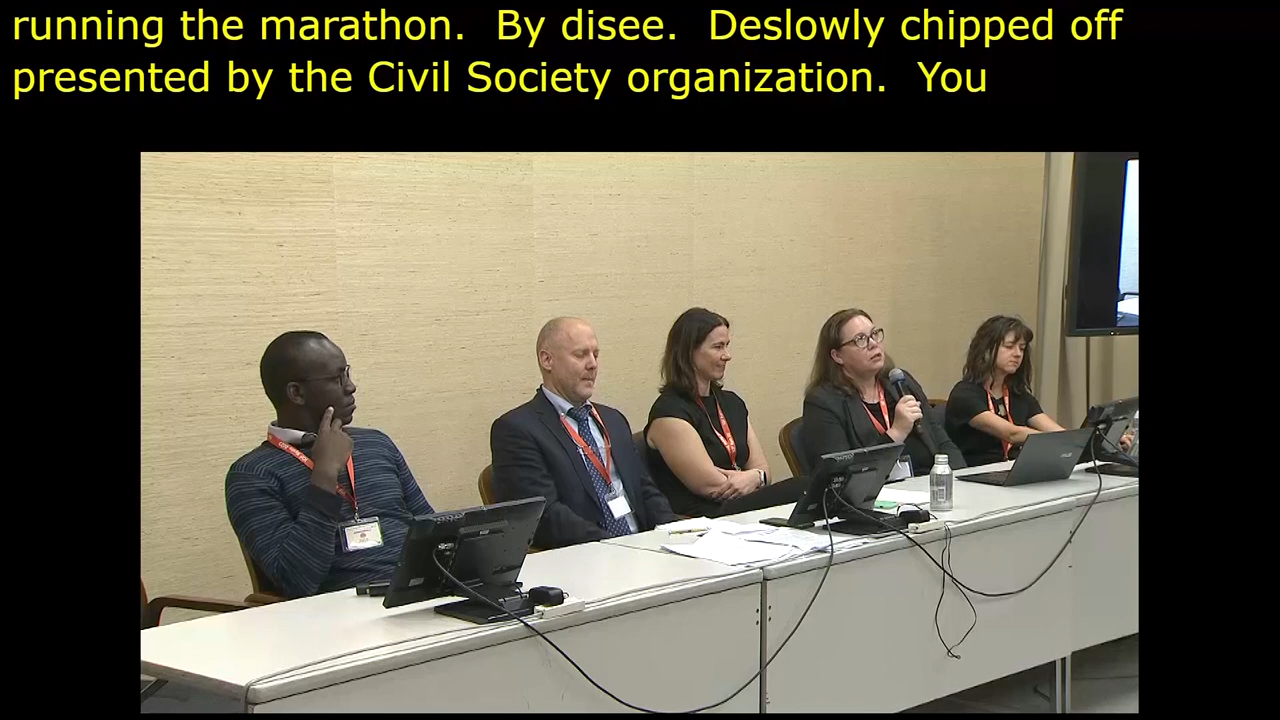 running the marathon.  By disee.  Deslowly chipped off
presented by the Civil Society organization.  You